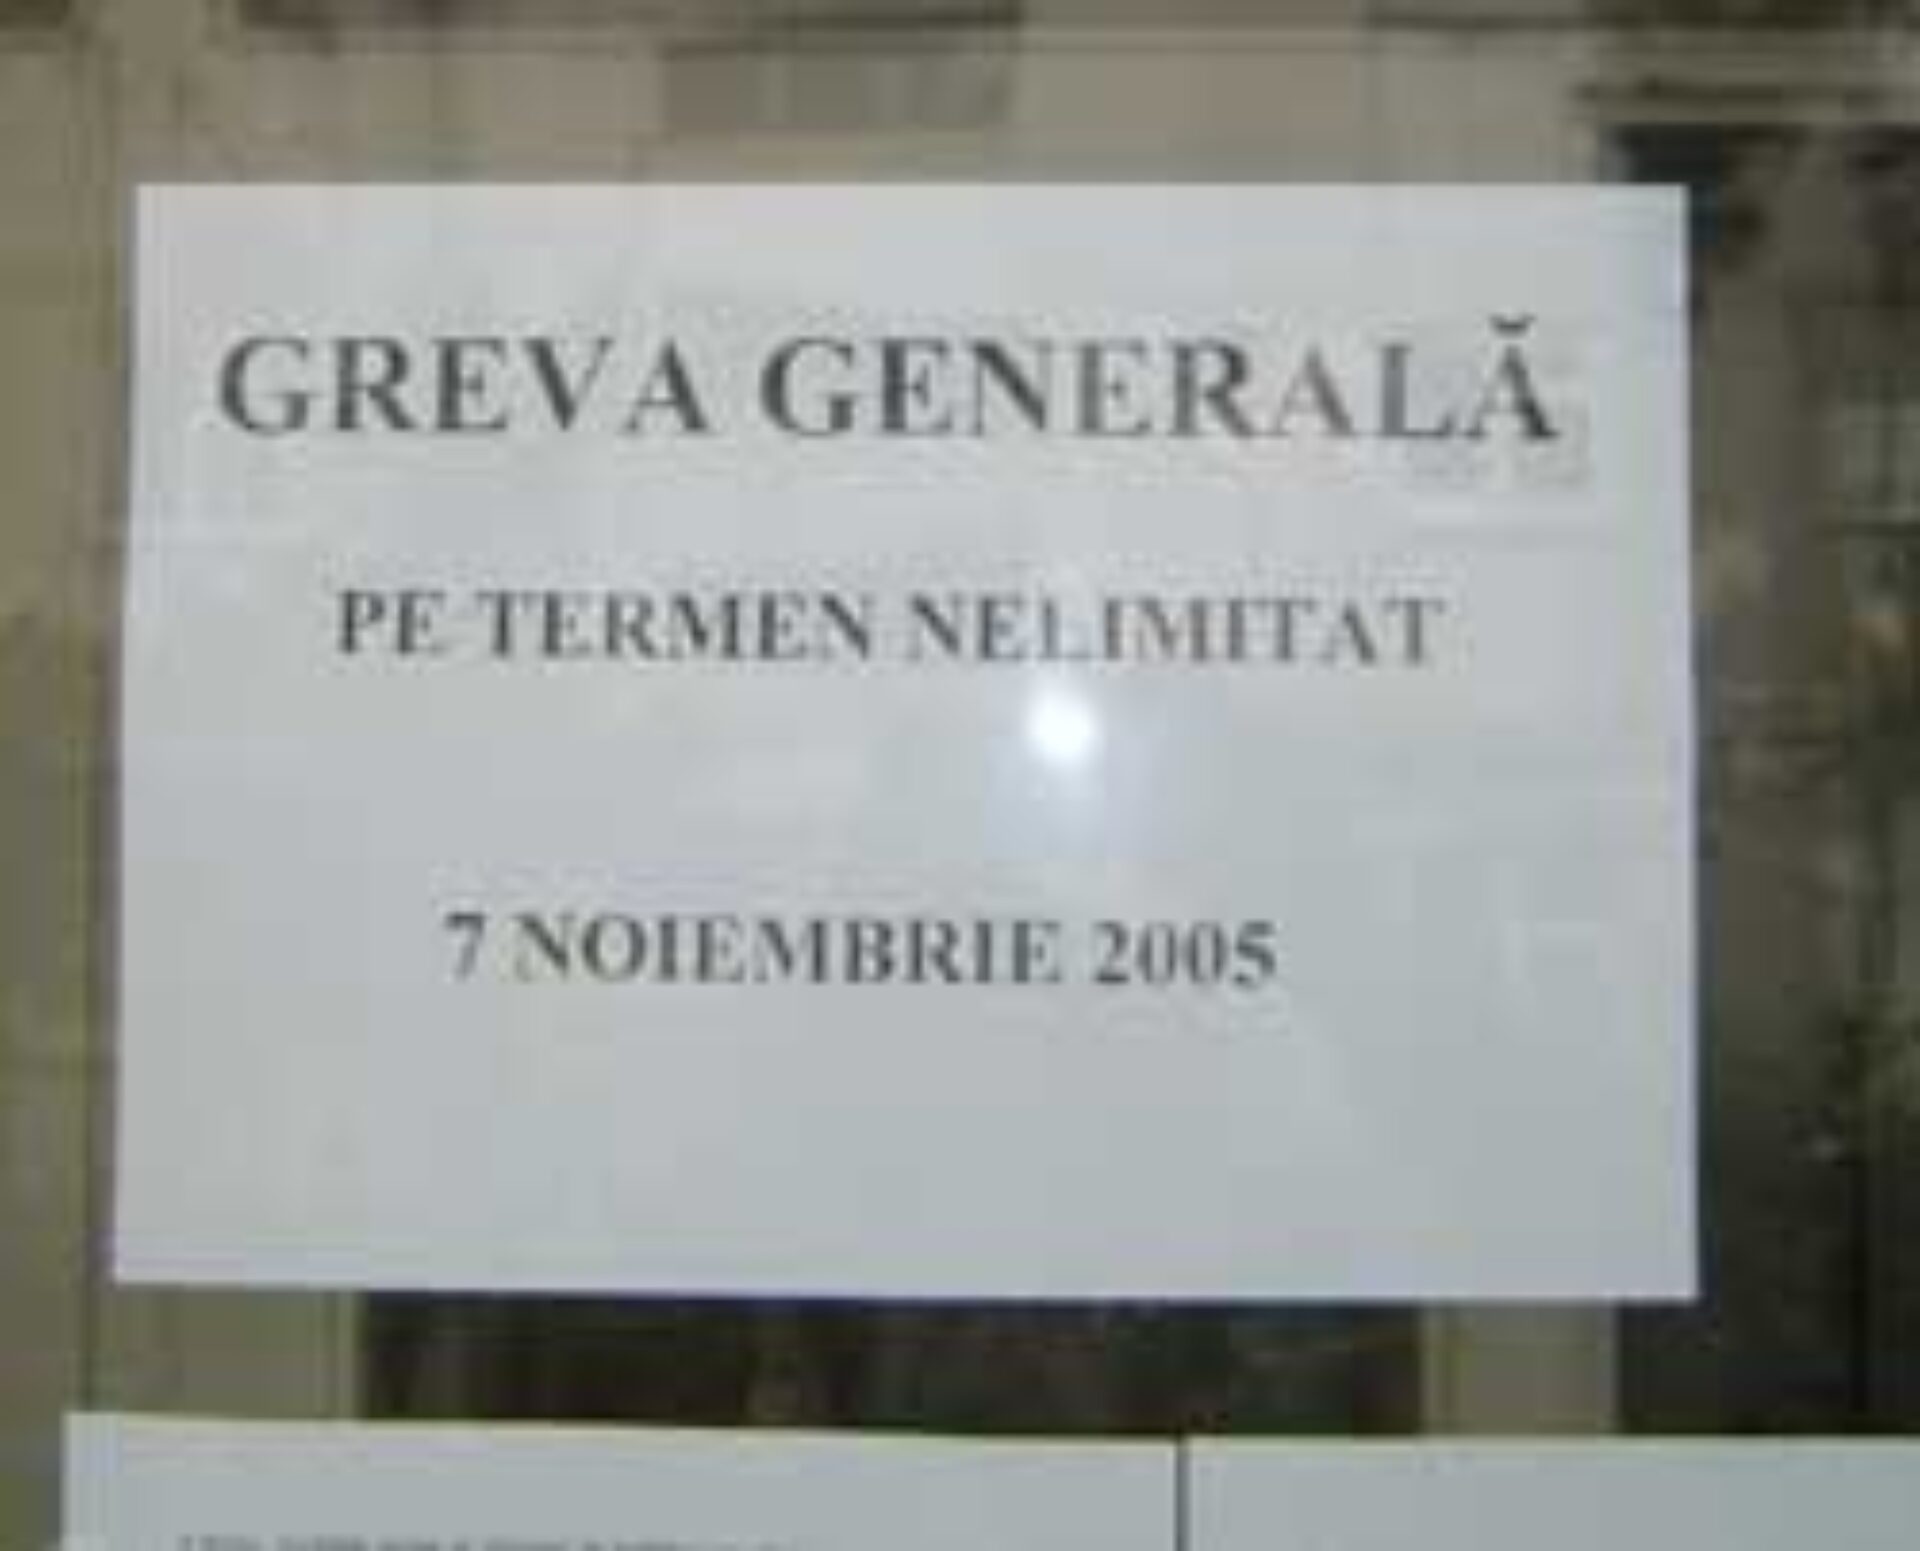 GREVA GENERALĂ
PE TERMEN NELIMITAT
7 NOIEMBRIE 2005